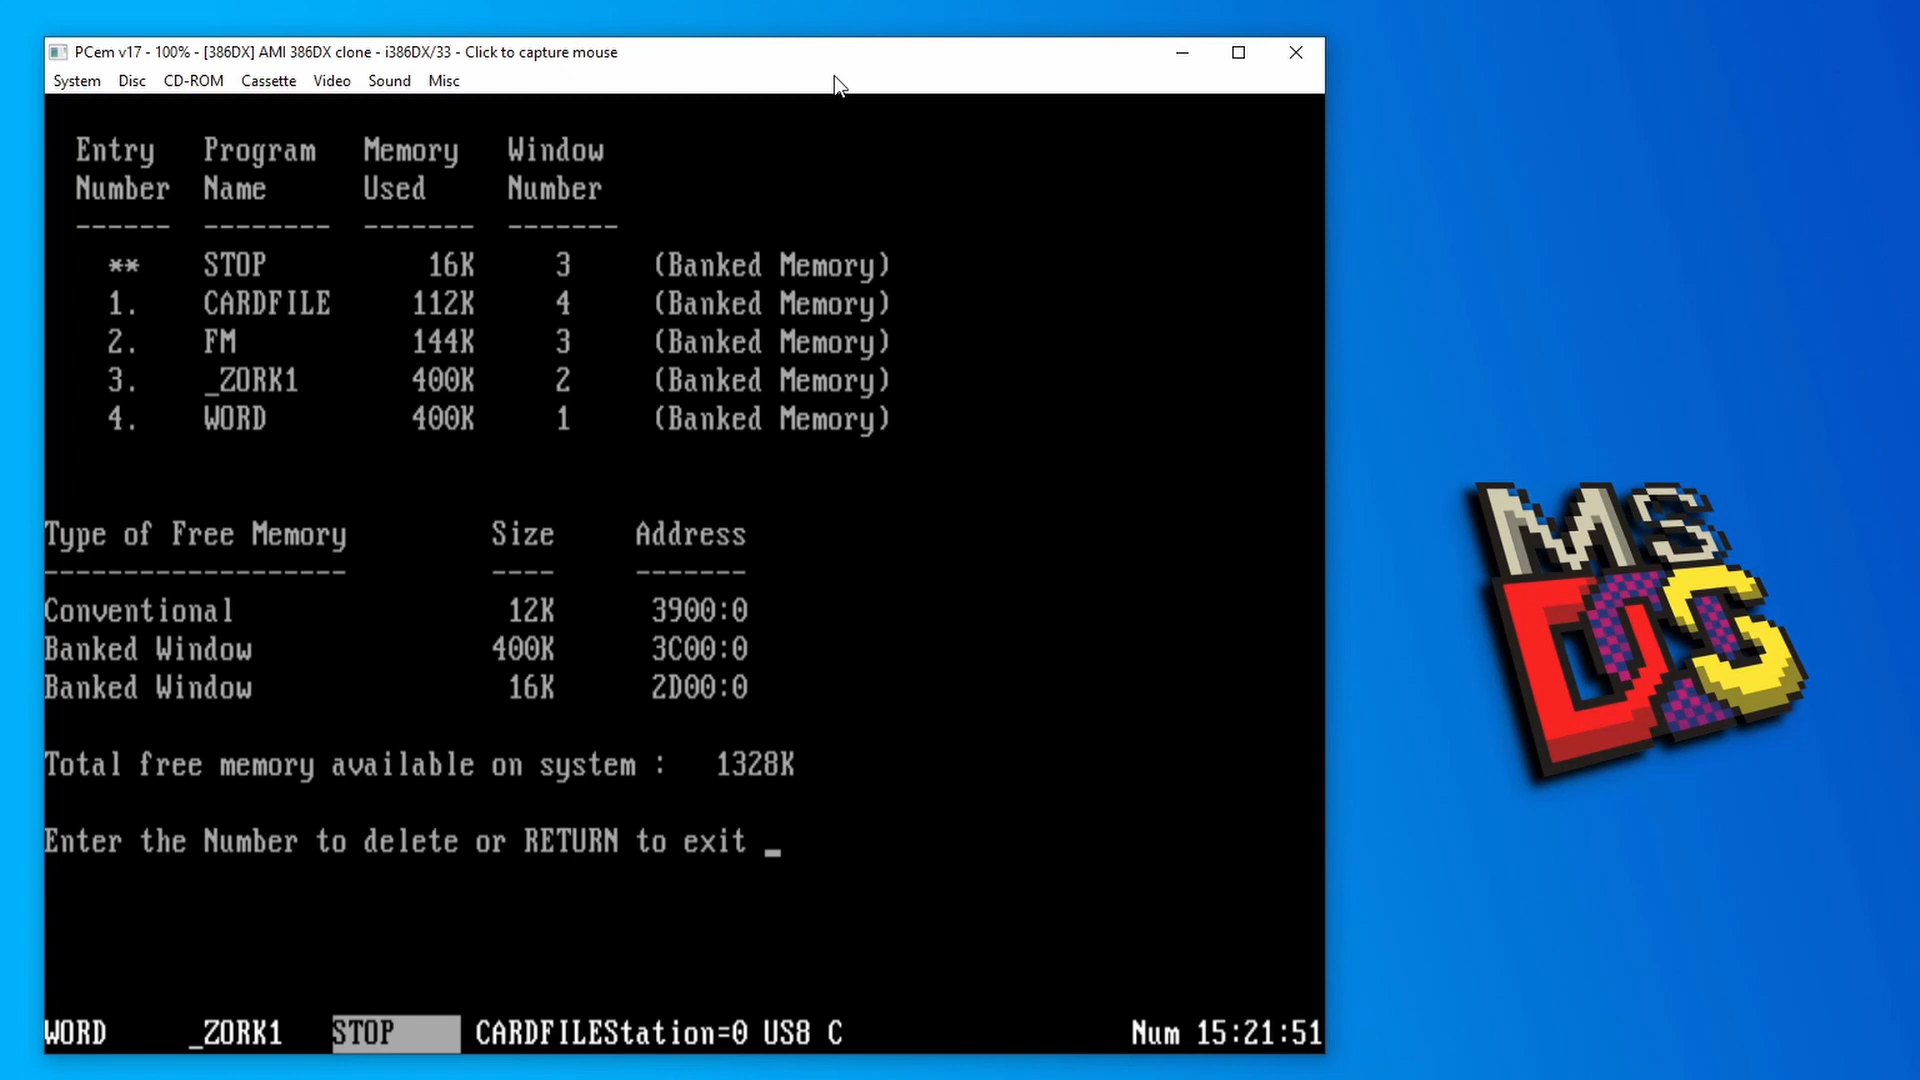 PCem v17 - 100% - [386DX] AMI 386DX clone - i386DX/33 - Click to capture mouse
System Disc CD-ROM Cassette Video Sound Misc
Entry Program Memory Window
Number Name Used Number
------ -------- ------- -------
** STOP 16K 3 (Banked Memory)
1. CARDFILE 112K 4 (Banked Memory)
2. FM 144K 3 (Banked Memory)
3. _ZORK1 400K 2 (Banked Memory)
4. WORD 400K 1 (Banked Memory)
Type of Free Memory Size Address
------------------- ---- -------
Conventional 12K 3900:0
Banked Window 400K 3C00:0
Banked Window 16K 2D00:0
Total free memory available on system : 1328K
Enter the Number to delete or RETURN to exit _
WORD _ZORK1 STOP CARDFILEStation=0 US8 C Num 15:21:51
MS
DOS